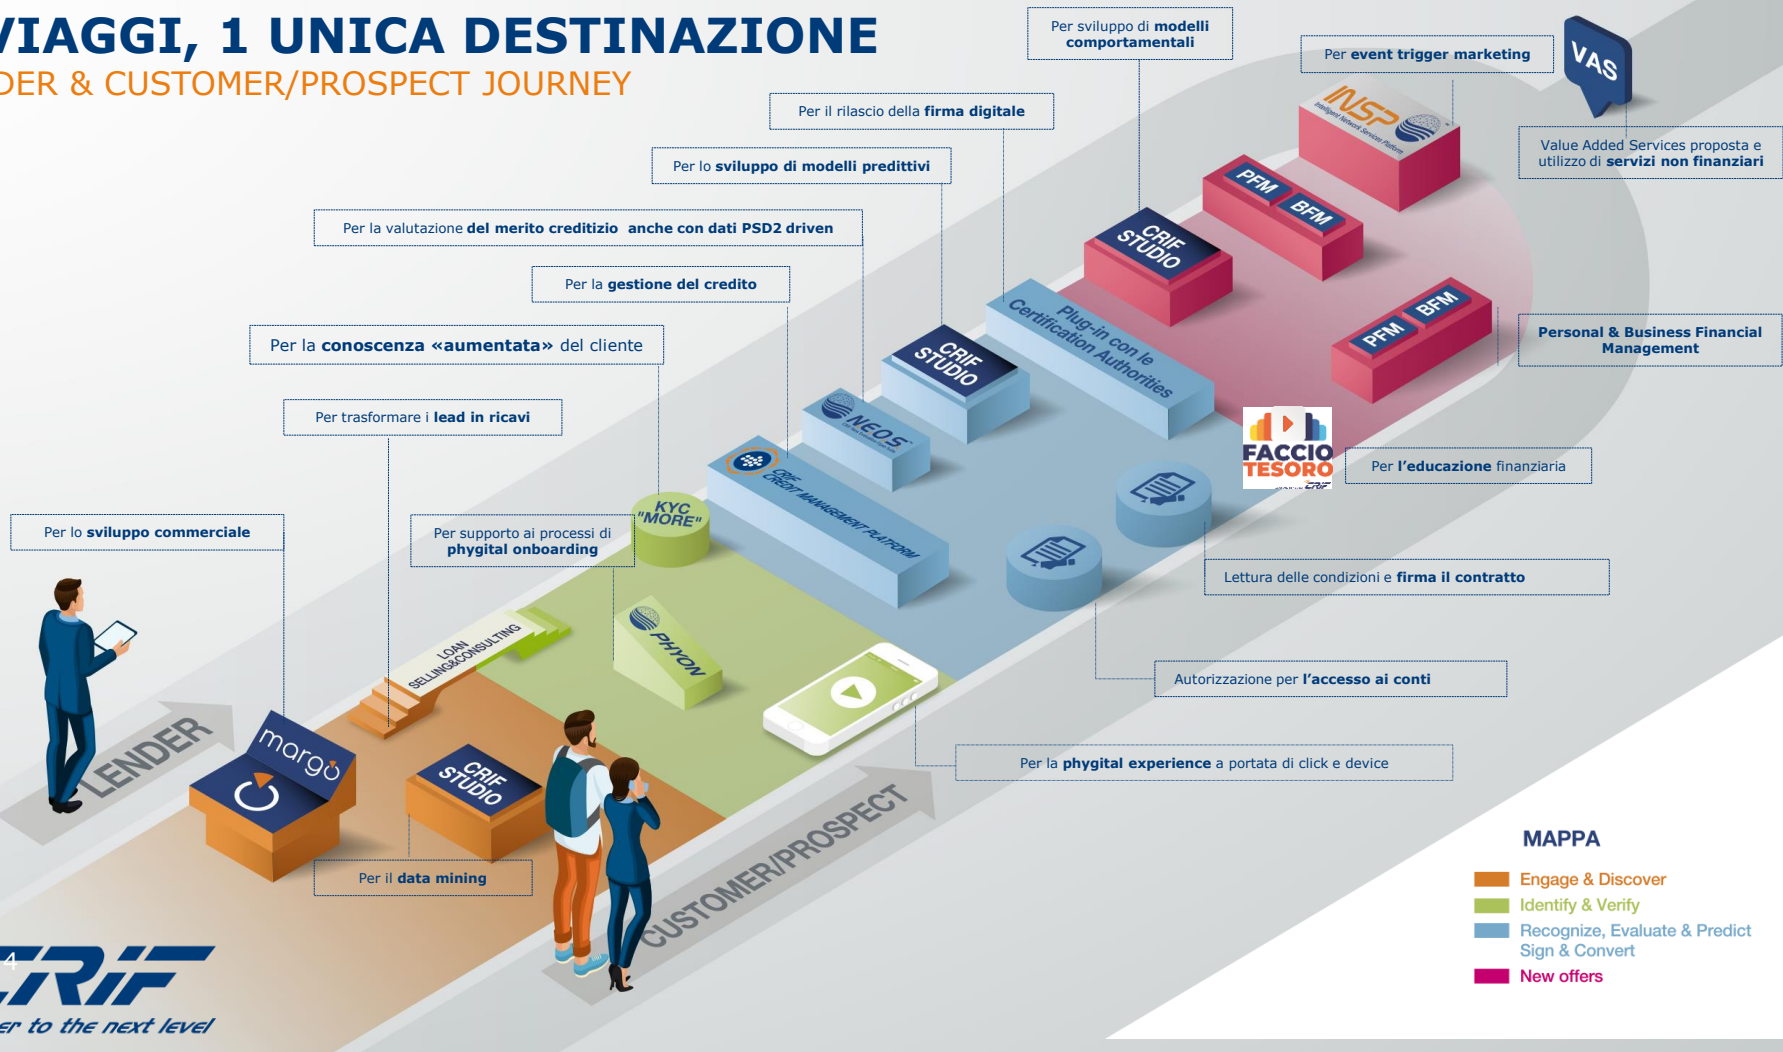 VIAGGI, 1 UNICA DESTINAZIONE
DER & CUSTOMER/PROSPECT JOURNEY
Per sviluppo di modelli
comportamentali
Per event trigger marketing
VAS
Value Added Services proposta e
utilizzo di servizi non finanziari
Per il rilascio della firma digitale
INSP
Intelligent Network Services Platform
Per lo sviluppo di modelli predittivi
PFM
BFM
Per la valutazione del merito creditizio anche con dati PSD2 driven
CRIF
STUDIO
Per la gestione del credito
Plug-in con le
Certification Authorities
PFM
BFM
Personal & Business Financial
Management
Per la conoscenza «aumentata» del cliente
CRIF
STUDIO
NEOS
Per trasformare i lead in ricavi
FACCIO
TESORO
CRIF
Per l'educazione finanziaria
CRIF
CREDIT MANAGEMENT PLATFORM
KYC
"MORE"
Per lo sviluppo commerciale
Per supporto ai processi di
phygital onboarding
Lettura delle condizioni e firma il contratto
LOAN
SELLING&CONSULTING
PHYON
Autorizzazione per l'accesso ai conti
LENDER
margò
CRIF
STUDIO
Per la phygital experience a portata di click e device
CUSTOMER/PROSPECT
Per il data mining
MAPPA
Engage & Discover
Identify & Verify
Recognize, Evaluate & Predict
Sign & Convert
New offers
4
CRIF
er to the next level